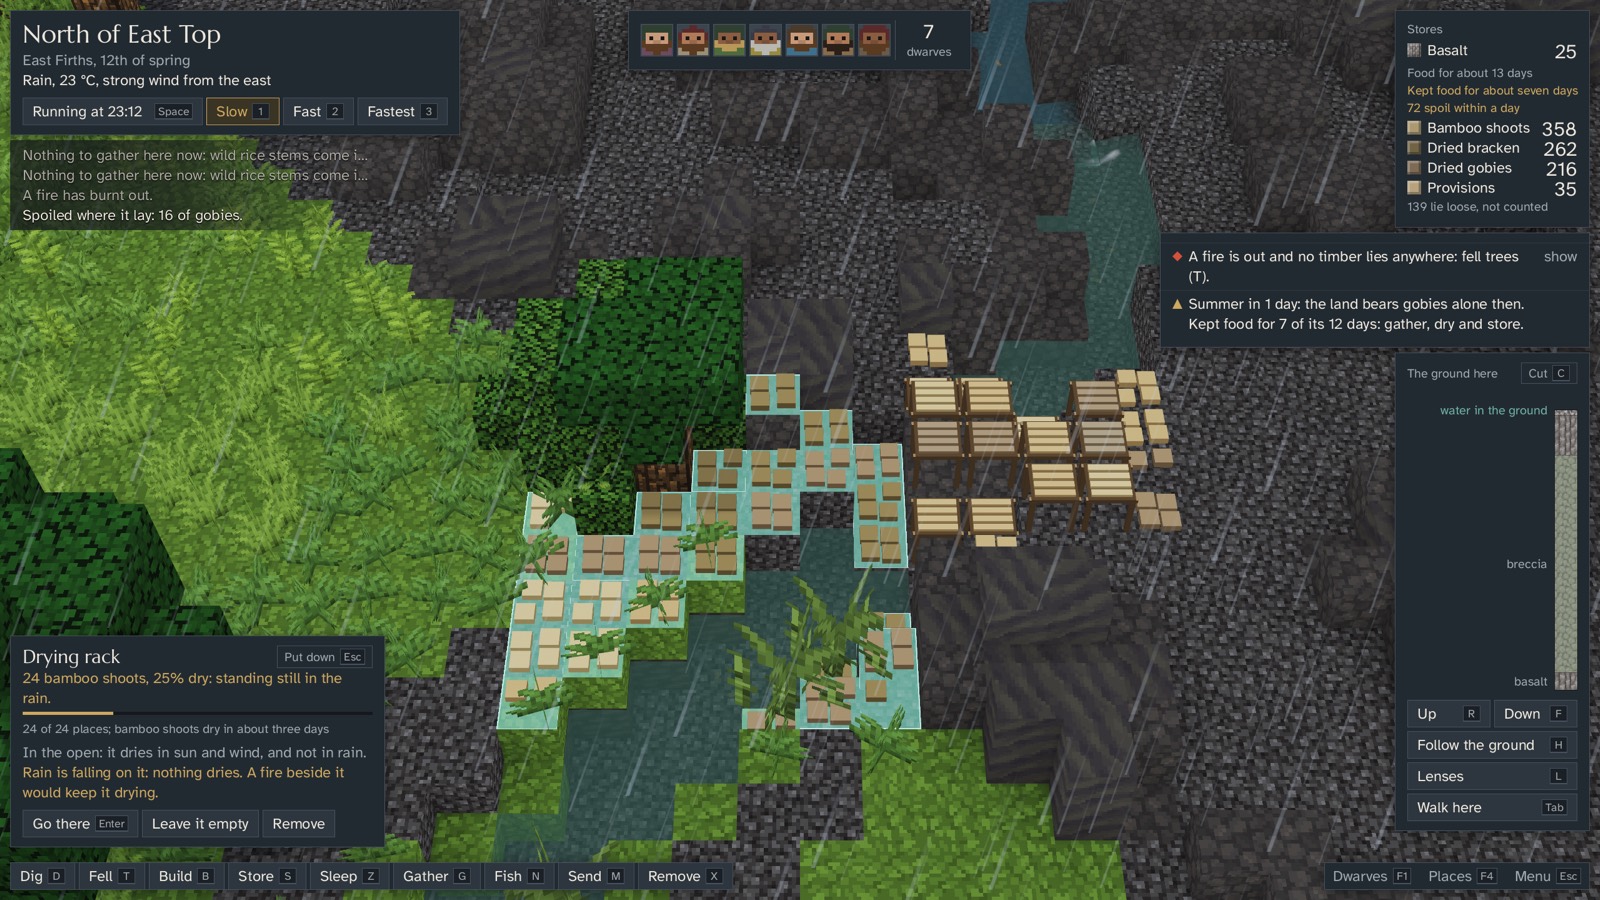 North of East Top
East Firths, 12th of spring
Rain, 23 °C, strong wind from the east
Running at 23:12 Space
Slow 1
Fast 2
Fastest 3
Nothing to gather here now: wild rice stems come i...
Nothing to gather here now: wild rice stems come i...
A fire has burnt out.
Spoiled where it lay: 16 of gobies.
7
dwarves
Stores
Basalt 25
Food for about 13 days
Kept food for about seven days
72 spoil within a day
Bamboo shoots 358
Dried bracken 262
Dried gobies 216
Provisions 35
139 lie loose, not counted
A fire is out and no timber lies anywhere: fell trees show
(T).
Summer in 1 day: the land bears gobies alone then.
Kept food for 7 of its 12 days: gather, dry and store.
The ground here Cut C
water in the ground
breccia
basalt
Up R Down F
Follow the ground H
Lenses L
Walk here Tab
Drying rack Put down Esc
24 bamboo shoots, 25% dry: standing still in the
rain.
24 of 24 places; bamboo shoots dry in about three days
In the open: it dries in sun and wind, and not in rain.
Rain is falling on it: nothing dries. A fire beside it
would keep it drying.
Go there Enter Leave it empty Remove
Dig D Fell T Build B Store S Sleep Z Gather G Fish N Send M Remove X
Dwarves F1 Places F4 Menu Esc